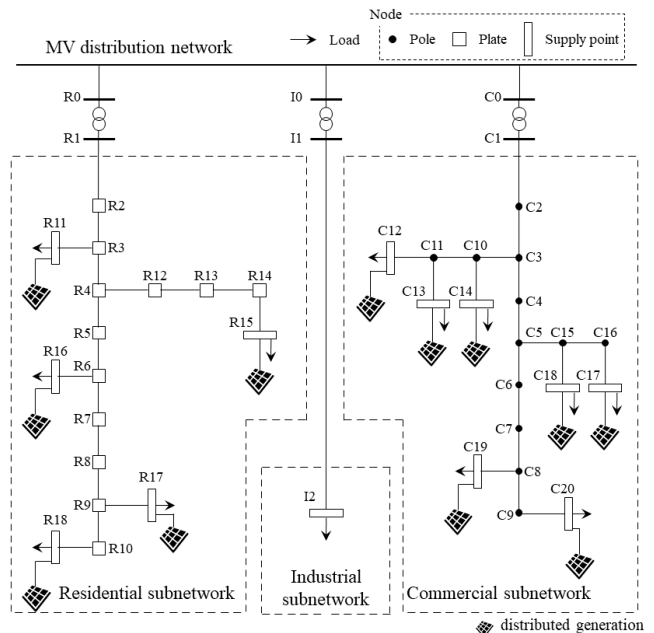 Node
MV distribution network
Load
Pole
Plate
Supply point
R0
I0
C0
R1
I1
C1
R2
C2
R11
R3
C12
C11
C10
C3
R4
R12
R13
R14
C13
C14
C4
R15
R5
C5
C15
C16
R16
R6
C18
C17
C6
R7
C7
R8
C19
C8
R9
R17
I2
C20
C9
R18
R10
Residential subnetwork
Industrial
subnetwork
Commercial subnetwork
distributed generation